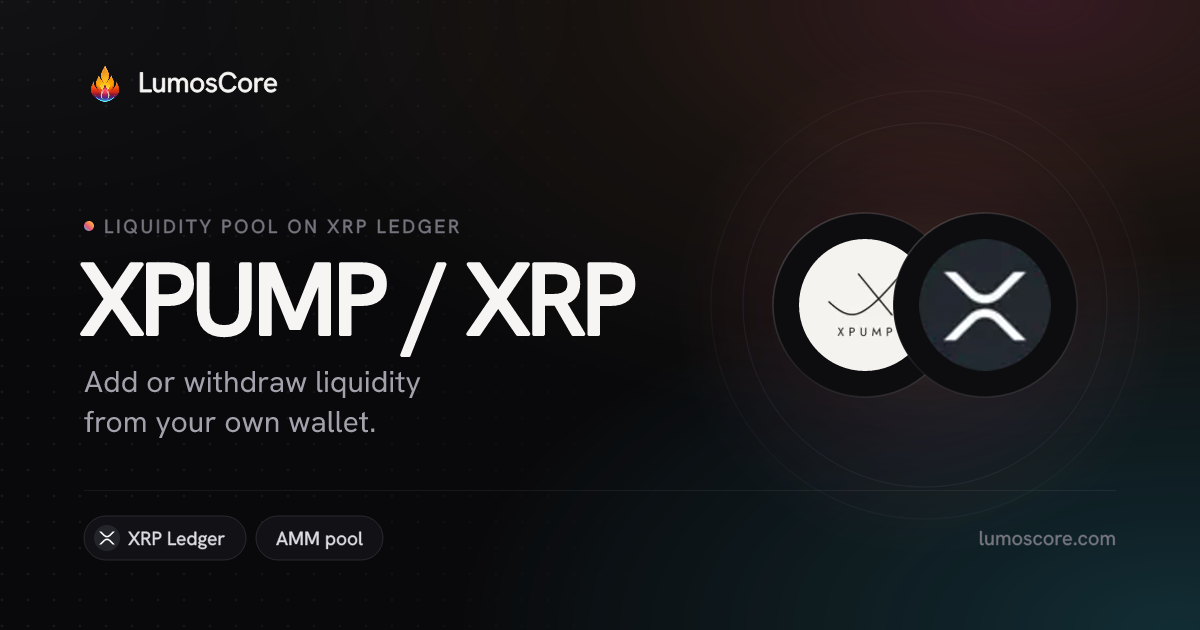 LumosCore
LIQUIDITY POOL ON XRP LEDGER
XPUMP / XRP
Add or withdraw liquidity
from your own wallet.
XPUMP
XRP Ledger
AMM pool
lumoscore.com